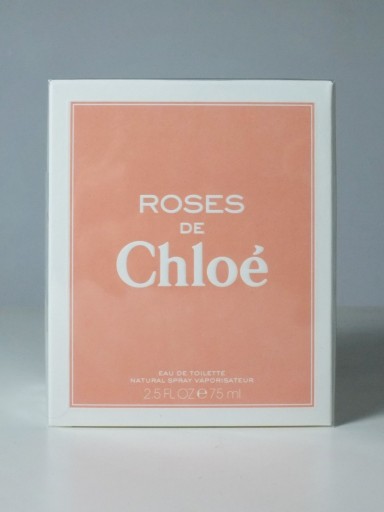 ROSES
DE
Chloé
EAU DE TOILETTE
NATURAL SPRAY VAPORISATEUR
2.5 FL OZ ℮ 75 ml